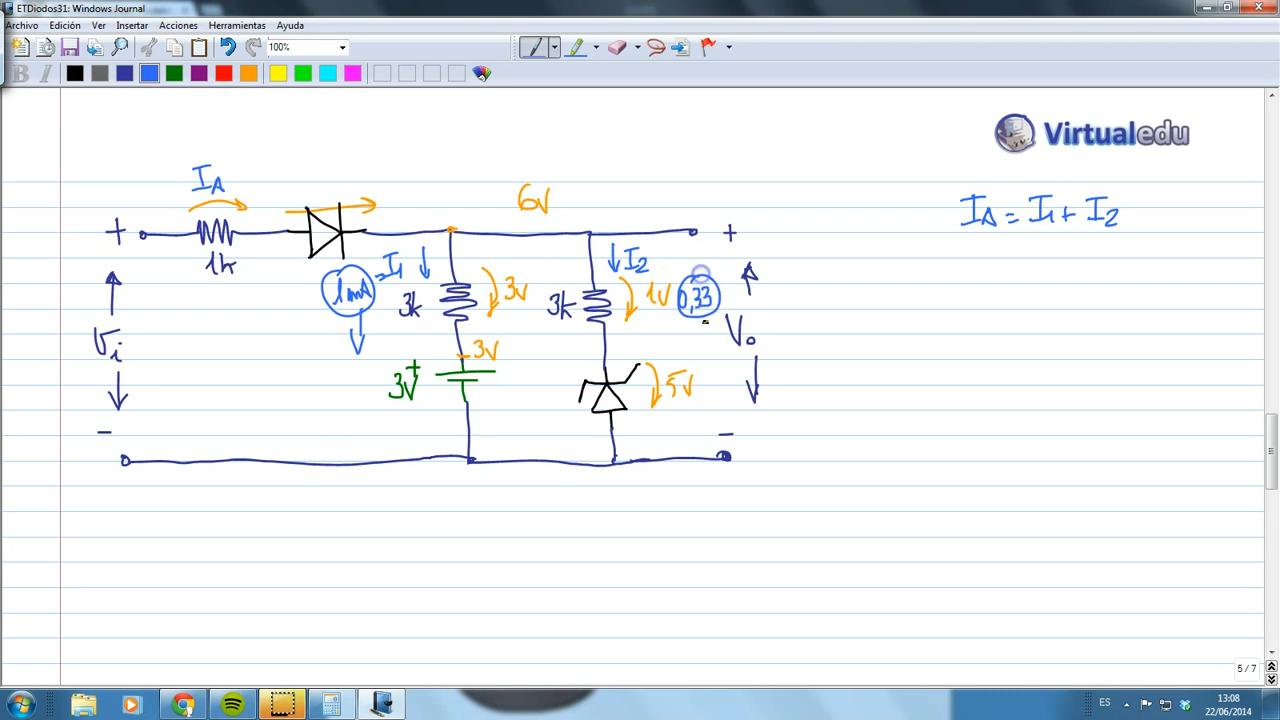 ETDiodos31: Windows Journal
Archivo Edición Ver Insertar Acciones Herramientas Ayuda
100%
B I
Virtualedu
IA
6V
IA = I1 + I2
+
1k
+
1mA = I1
3k
3V
I2
3k
1V
0,33
Vi
Vo
3V
3V
+
5V
-
-
5 / 7
ES
13:08
22/06/2014